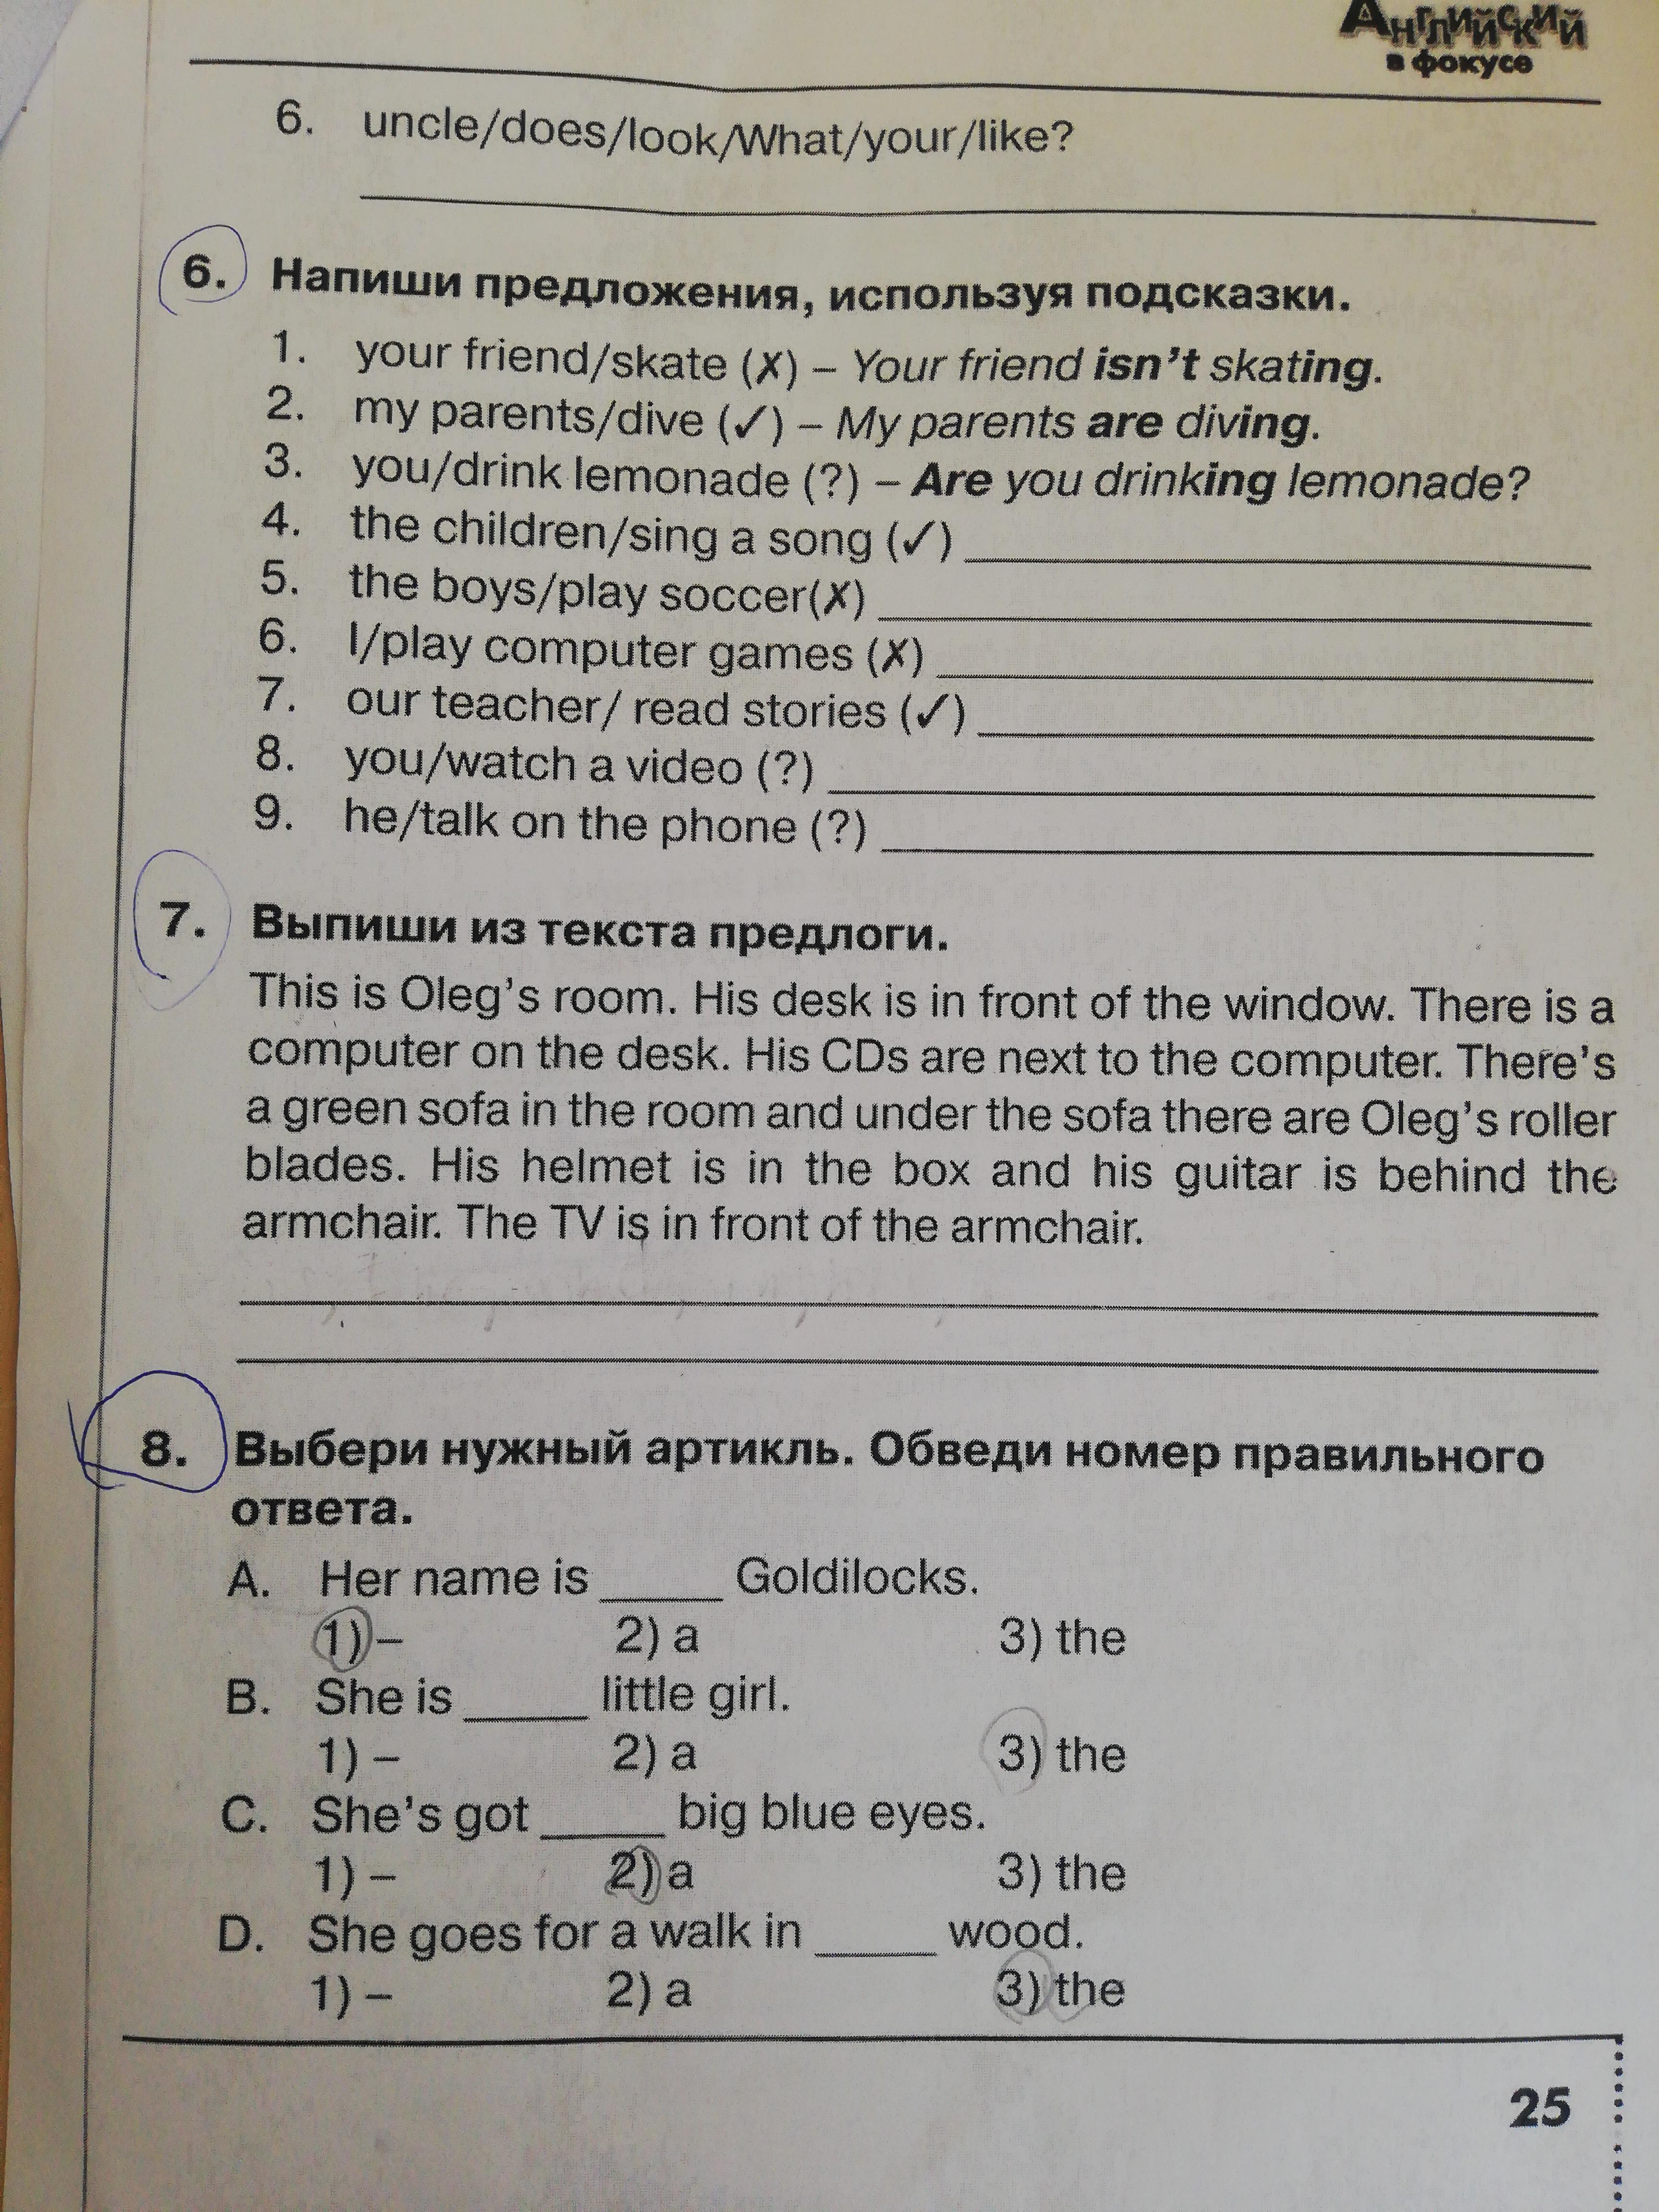 Английский
в фокусе
6. uncle/does/look/What/your/like?
6. Напиши предложения, используя подсказки.
1. your friend/skate (✗) – Your friend isn't skating.
2. my parents/dive (✓) – My parents are diving.
3. you/drink lemonade (?) – Are you drinking lemonade?
4. the children/sing a song (✓)
5. the boys/play soccer(✗)
6. I/play computer games (✗)
7. our teacher/ read stories (✓)
8. you/watch a video (?)
9. he/talk on the phone (?)
7. Выпиши из текста предлоги.
This is Oleg's room. His desk is in front of the window. There is a
computer on the desk. His CDs are next to the computer. There's
a green sofa in the room and under the sofa there are Oleg's roller
blades. His helmet is in the box and his guitar is behind the
armchair. The TV is in front of the armchair.
8. Выбери нужный артикль. Обведи номер правильного
ответа.
A. Her name is _____ Goldilocks.
1) – 2) a 3) the
B. She is _____ little girl.
1) – 2) a 3) the
C. She's got _____ big blue eyes.
1) – 2) a 3) the
D. She goes for a walk in _____ wood.
1) – 2) a 3) the
25